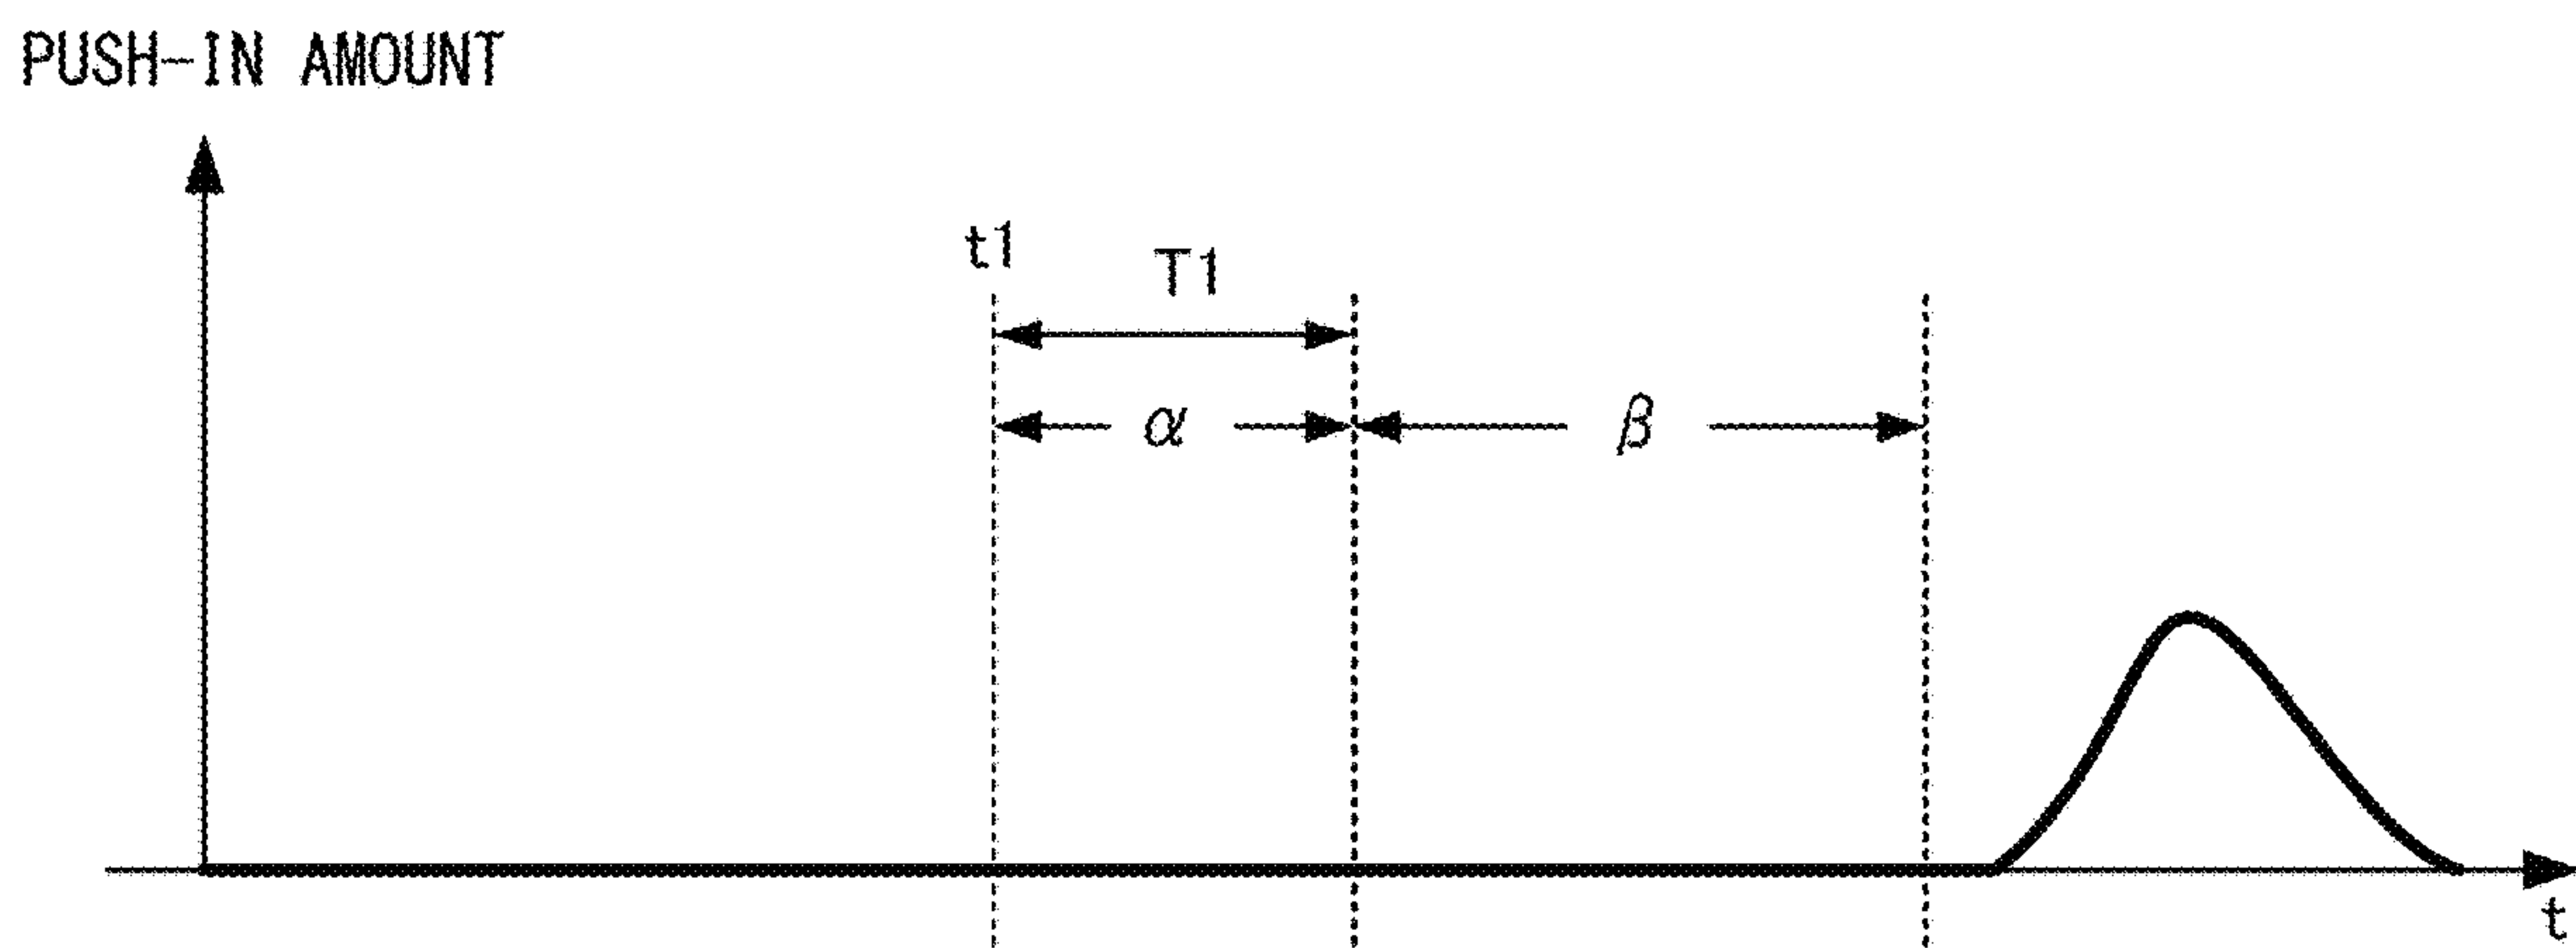 PUSH-IN AMOUNT
t1
T1
α
β
t